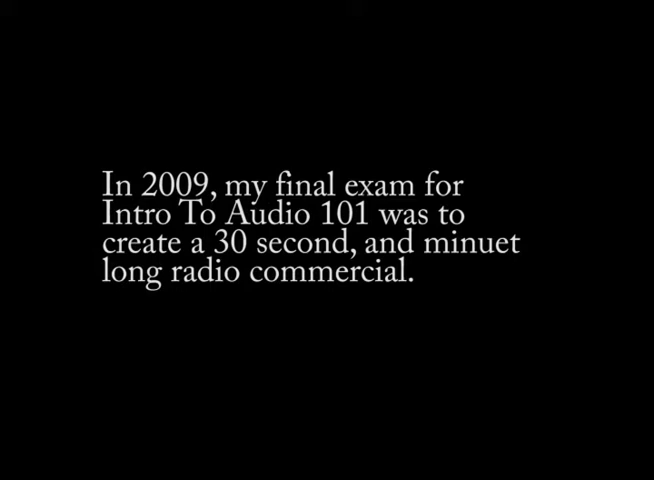 In 2009, my final exam for
Intro To Audio 101 was to
create a 30 second, and minuet
long radio commercial.